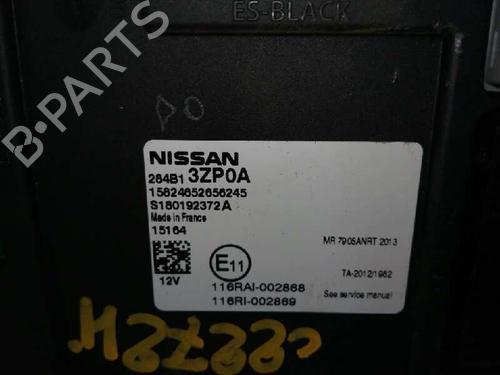 ES-BLACK
B-PARTS
NISSAN
284B1 3ZP0A
15824652656245
S180192372A
Made in France
15164
MR 7905ANRT 2013
E11
TA-2012/1982
12V
116RAI-002868
See service manual
116RI-002869